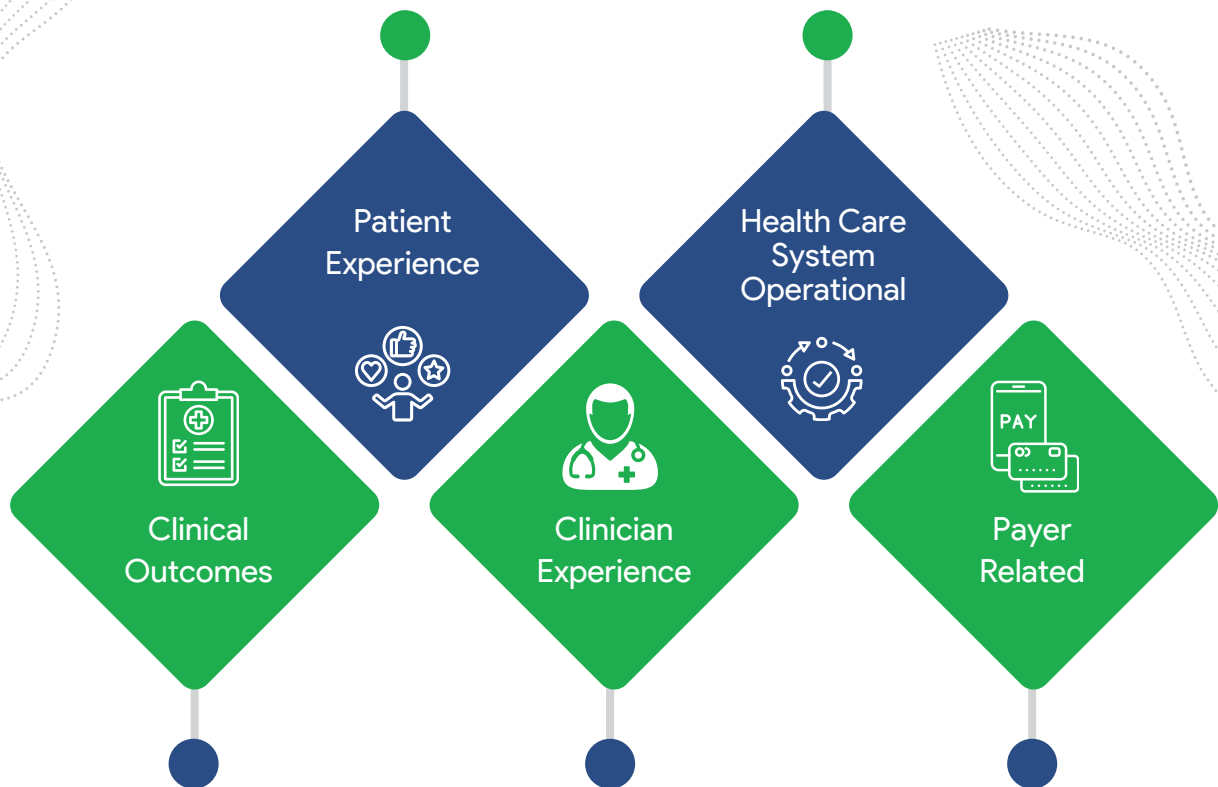 Patient
Experience
Health Care
System
Operational
Clinical
Outcomes
Clinician
Experience
PAY
Payer
Related